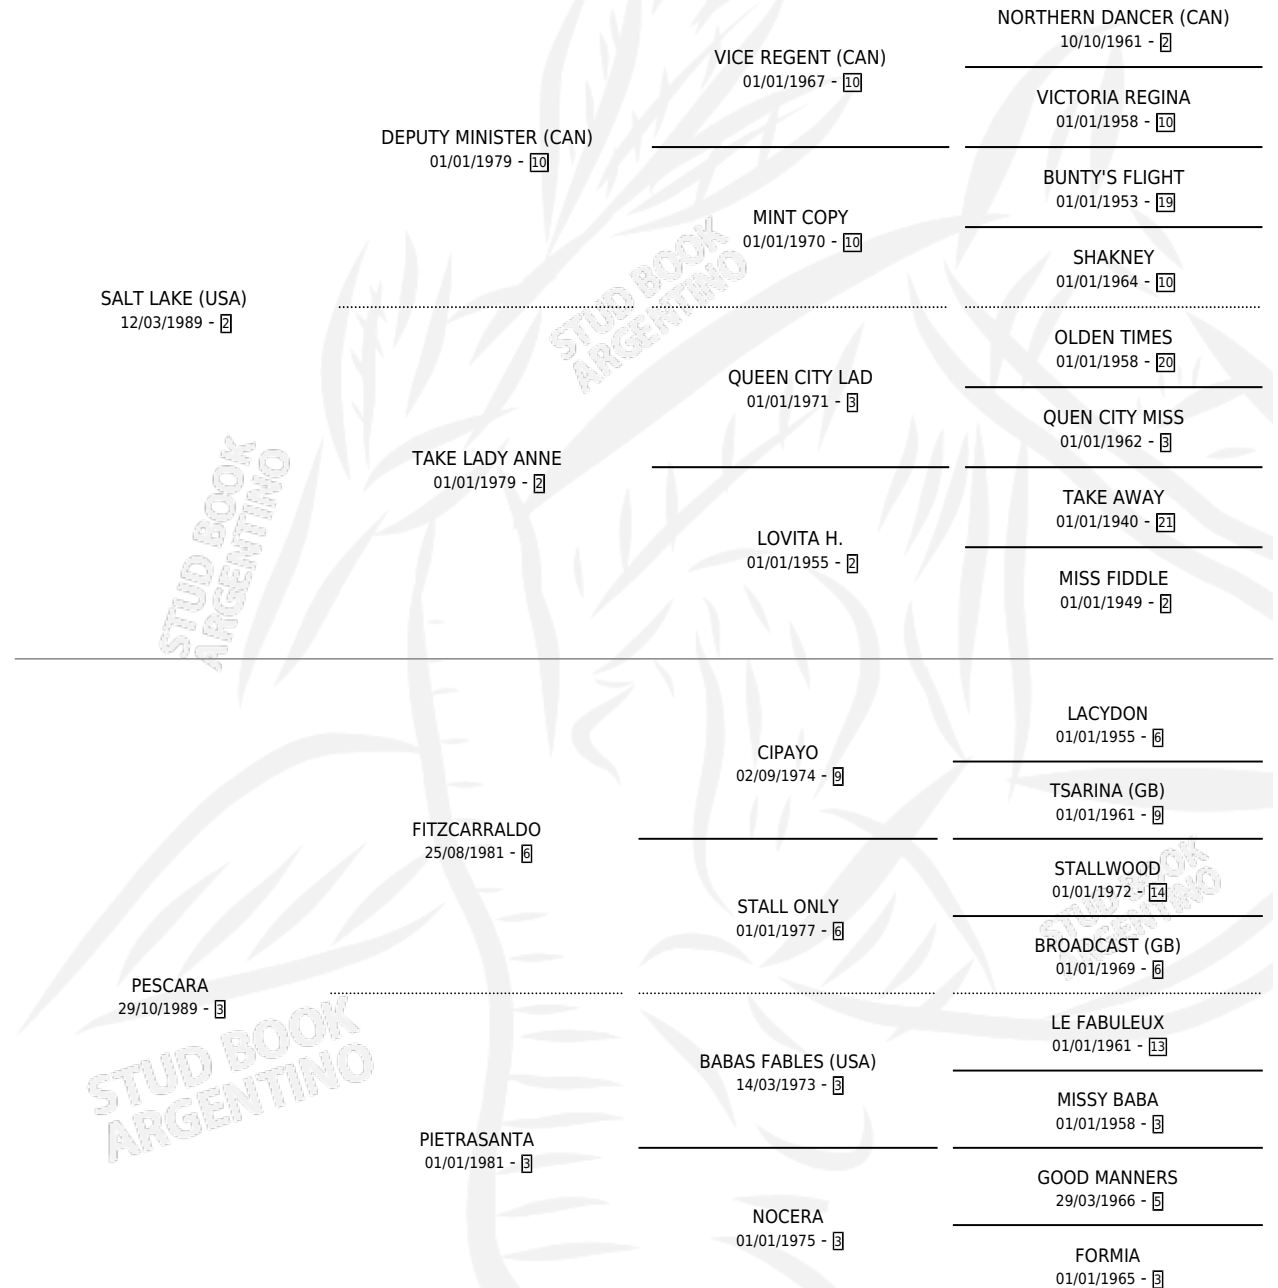 NORTHERN DANCER (CAN)
10/10/1961 - 2
VICE REGENT (CAN)
01/01/1967 - 10
VICTORIA REGINA
01/01/1958 - 10
DEPUTY MINISTER (CAN)
01/01/1979 - 10
BUNTY'S FLIGHT
01/01/1953 - 19
MINT COPY
01/01/1970 - 10
SHAKNEY
01/01/1964 - 10
SALT LAKE (USA)
12/03/1989 - 2
STUD BOOK
ARGENTINO
OLDEN TIMES
01/01/1958 - 20
QUEEN CITY LAD
01/01/1971 - 3
QUEN CITY MISS
01/01/1962 - 3
TAKE LADY ANNE
01/01/1979 - 2
TAKE AWAY
01/01/1940 - 21
LOVITA H.
01/01/1955 - 2
MISS FIDDLE
01/01/1949 - 2
STUD BOOK
ARGENTINO
LACYDON
01/01/1955 - 6
CIPAYO
02/09/1974 - 9
TSARINA (GB)
01/01/1961 - 9
FITZCARRALDO
25/08/1981 - 6
STALLWOOD
01/01/1972 - 14
STALL ONLY
01/01/1977 - 6
BROADCAST (GB)
01/01/1969 - 6
STUD BOOK
ARGENTINO
PESCARA
29/10/1989 - 3
STUD BOOK
ARGENTINO
LE FABULEUX
01/01/1961 - 13
BABAS FABLES (USA)
14/03/1973 - 3
MISSY BABA
01/01/1958 - 3
PIETRASANTA
01/01/1981 - 3
GOOD MANNERS
29/03/1966 - 5
NOCERA
01/01/1975 - 3
FORMIA
01/01/1965 - 3